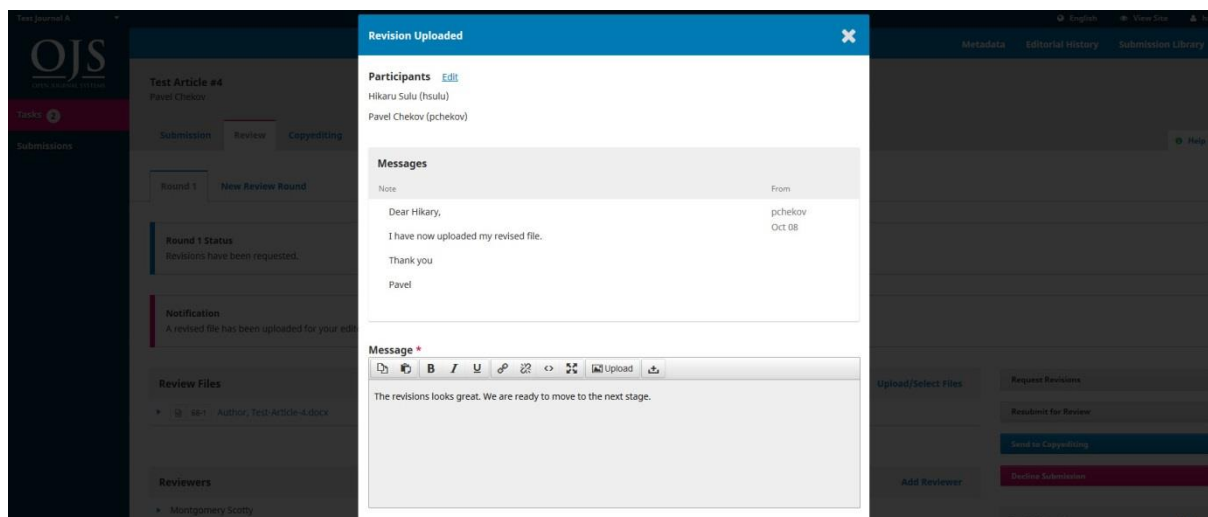 Test Journal A
English View Site
OJS
OPEN JOURNAL SYSTEMS
Metadata Editorial History Submission Library
Tasks 2
Submissions
Test Article #4
Pavel Chekov
Submission Review Copyediting
Help
Round 1 New Review Round
Round 1 Status
Revisions have been requested.
Notification
A revised file has been uploaded for your
Review Files
Upload/Select Files
Author, Test-Article-4.docx
Reviewers
Add Reviewer
Montgomery Scotty
Request Revisions
Resubmit for Review
Send to Copyediting
Decline Submission
Revision Uploaded
Participants Edit
Hikaru Sulu (hsulu)
Pavel Chekov (pchekov)
Messages
Note From
Dear Hikary, pchekov
Oct 08
I have now uploaded my revised file.
Thank you
Pavel
Message *
B I U Upload
The revisions looks great. We are ready to move to the next stage.